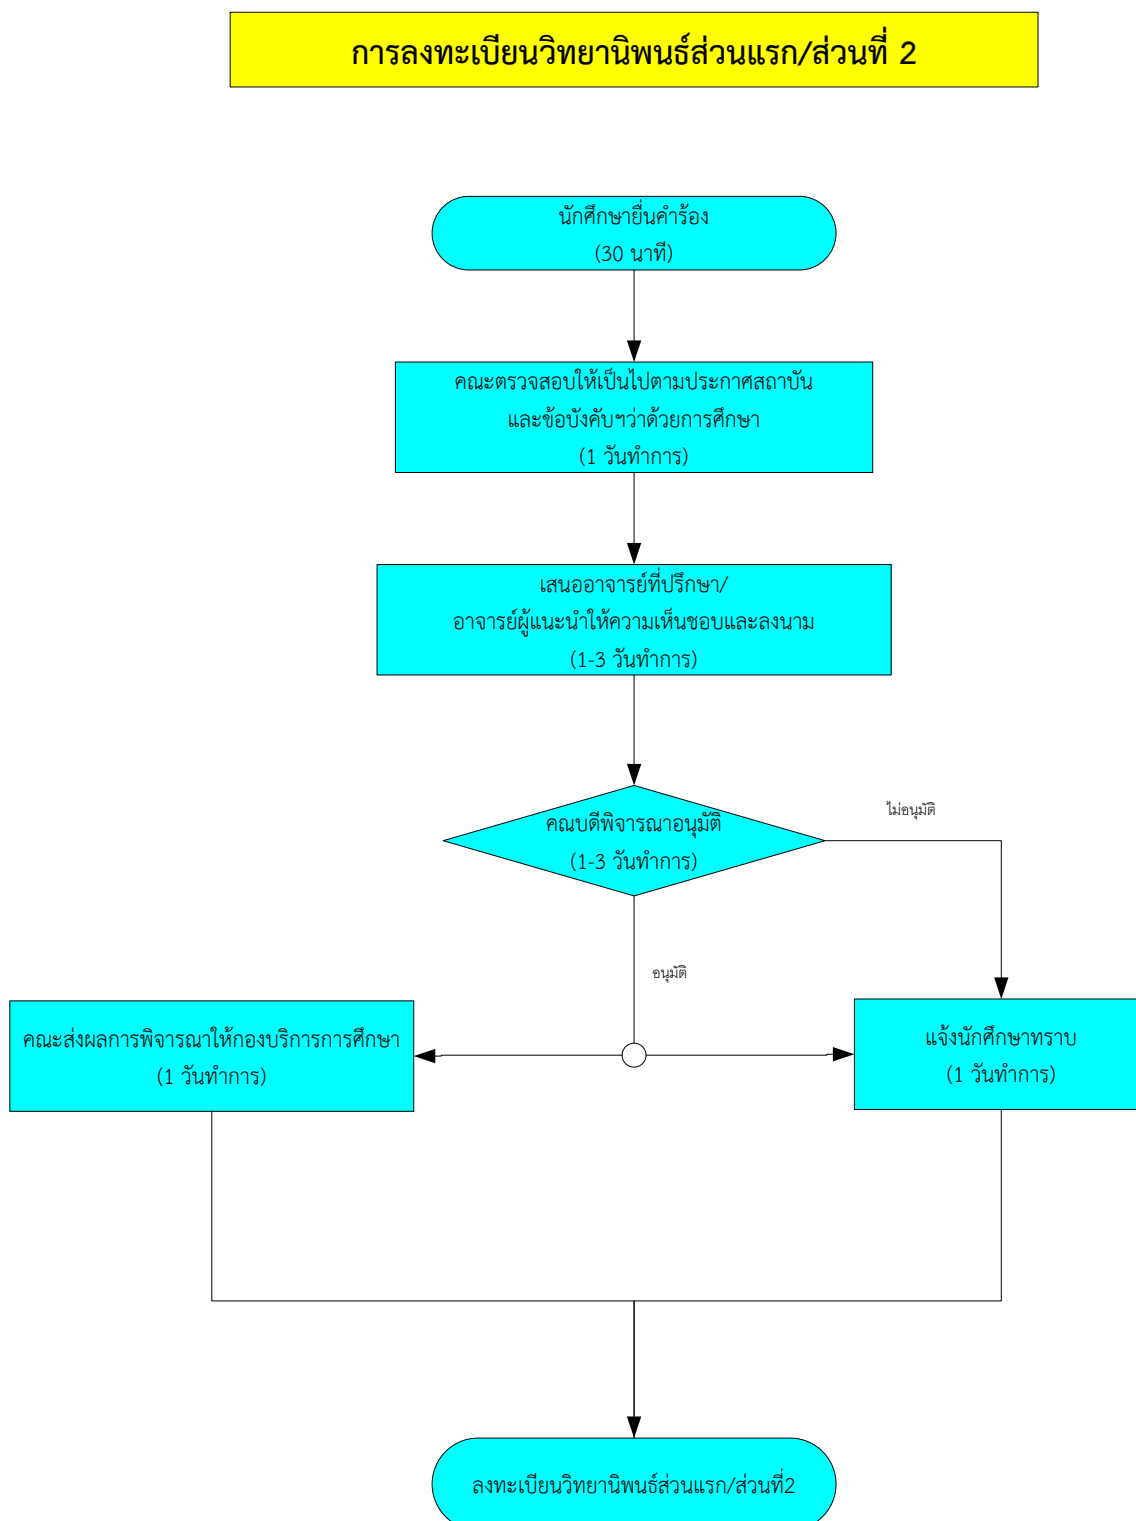 การลงทะเบียนวิทยานิพนธ์ส่วนแรก/ส่วนที่ 2
นักศึกษายื่นคำร้อง
(30 นาที)
คณะตรวจสอบให้เป็นไปตามประกาศสถาบัน
และข้อบังคับฯว่าด้วยการศึกษา
(1 วันทำการ)
เสนออาจารย์ที่ปรึกษา/
อาจารย์ผู้แนะนำให้ความเห็นชอบและลงนาม
(1-3 วันทำการ)
คณบดีพิจารณาอนุมัติ
(1-3 วันทำการ)
ไม่อนุมัติ
อนุมัติ
คณะส่งผลการพิจารณาให้กองบริการการศึกษา
(1 วันทำการ)
แจ้งนักศึกษาทราบ
(1 วันทำการ)
ลงทะเบียนวิทยานิพนธ์ส่วนแรก/ส่วนที่2